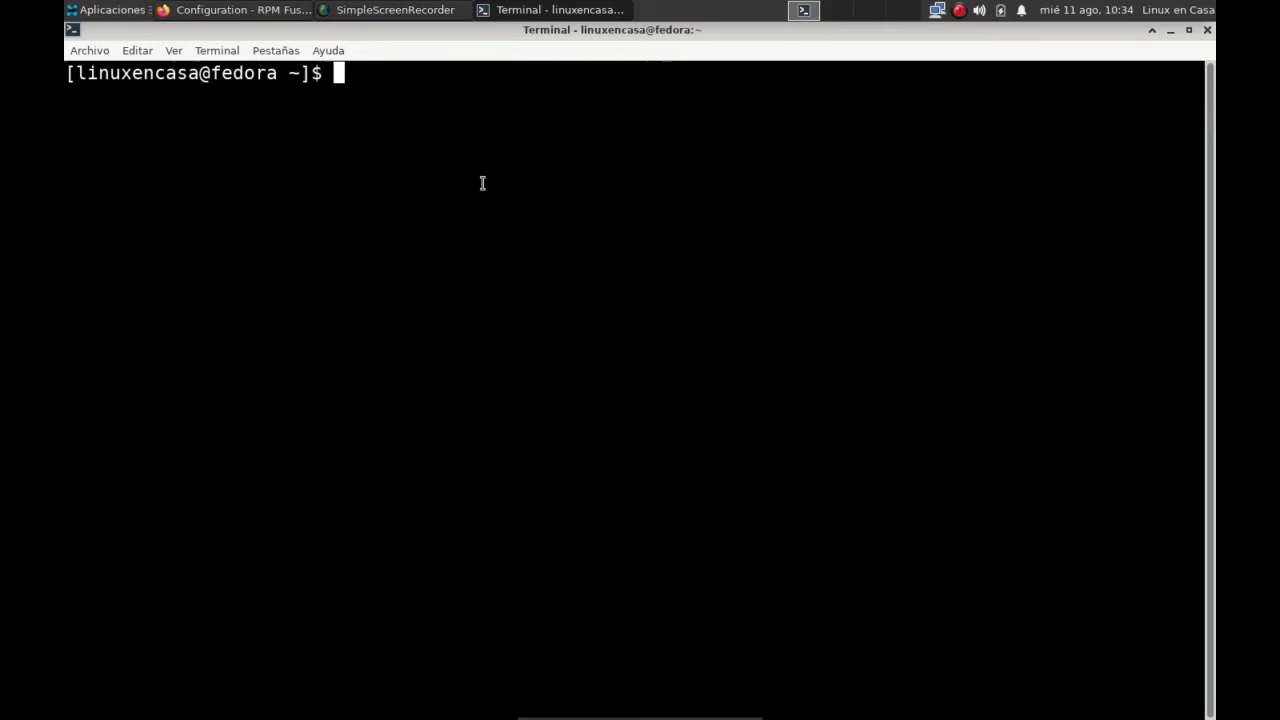 Aplicaciones Configuration - RPM Fus... SimpleScreenRecorder Terminal - linuxencasa... mié 11 ago, 10:34 Linux en Casa
Terminal - linuxencasa@fedora:~
Archivo Editar Ver Terminal Pestañas Ayuda
[linuxencasa@fedora ~]$